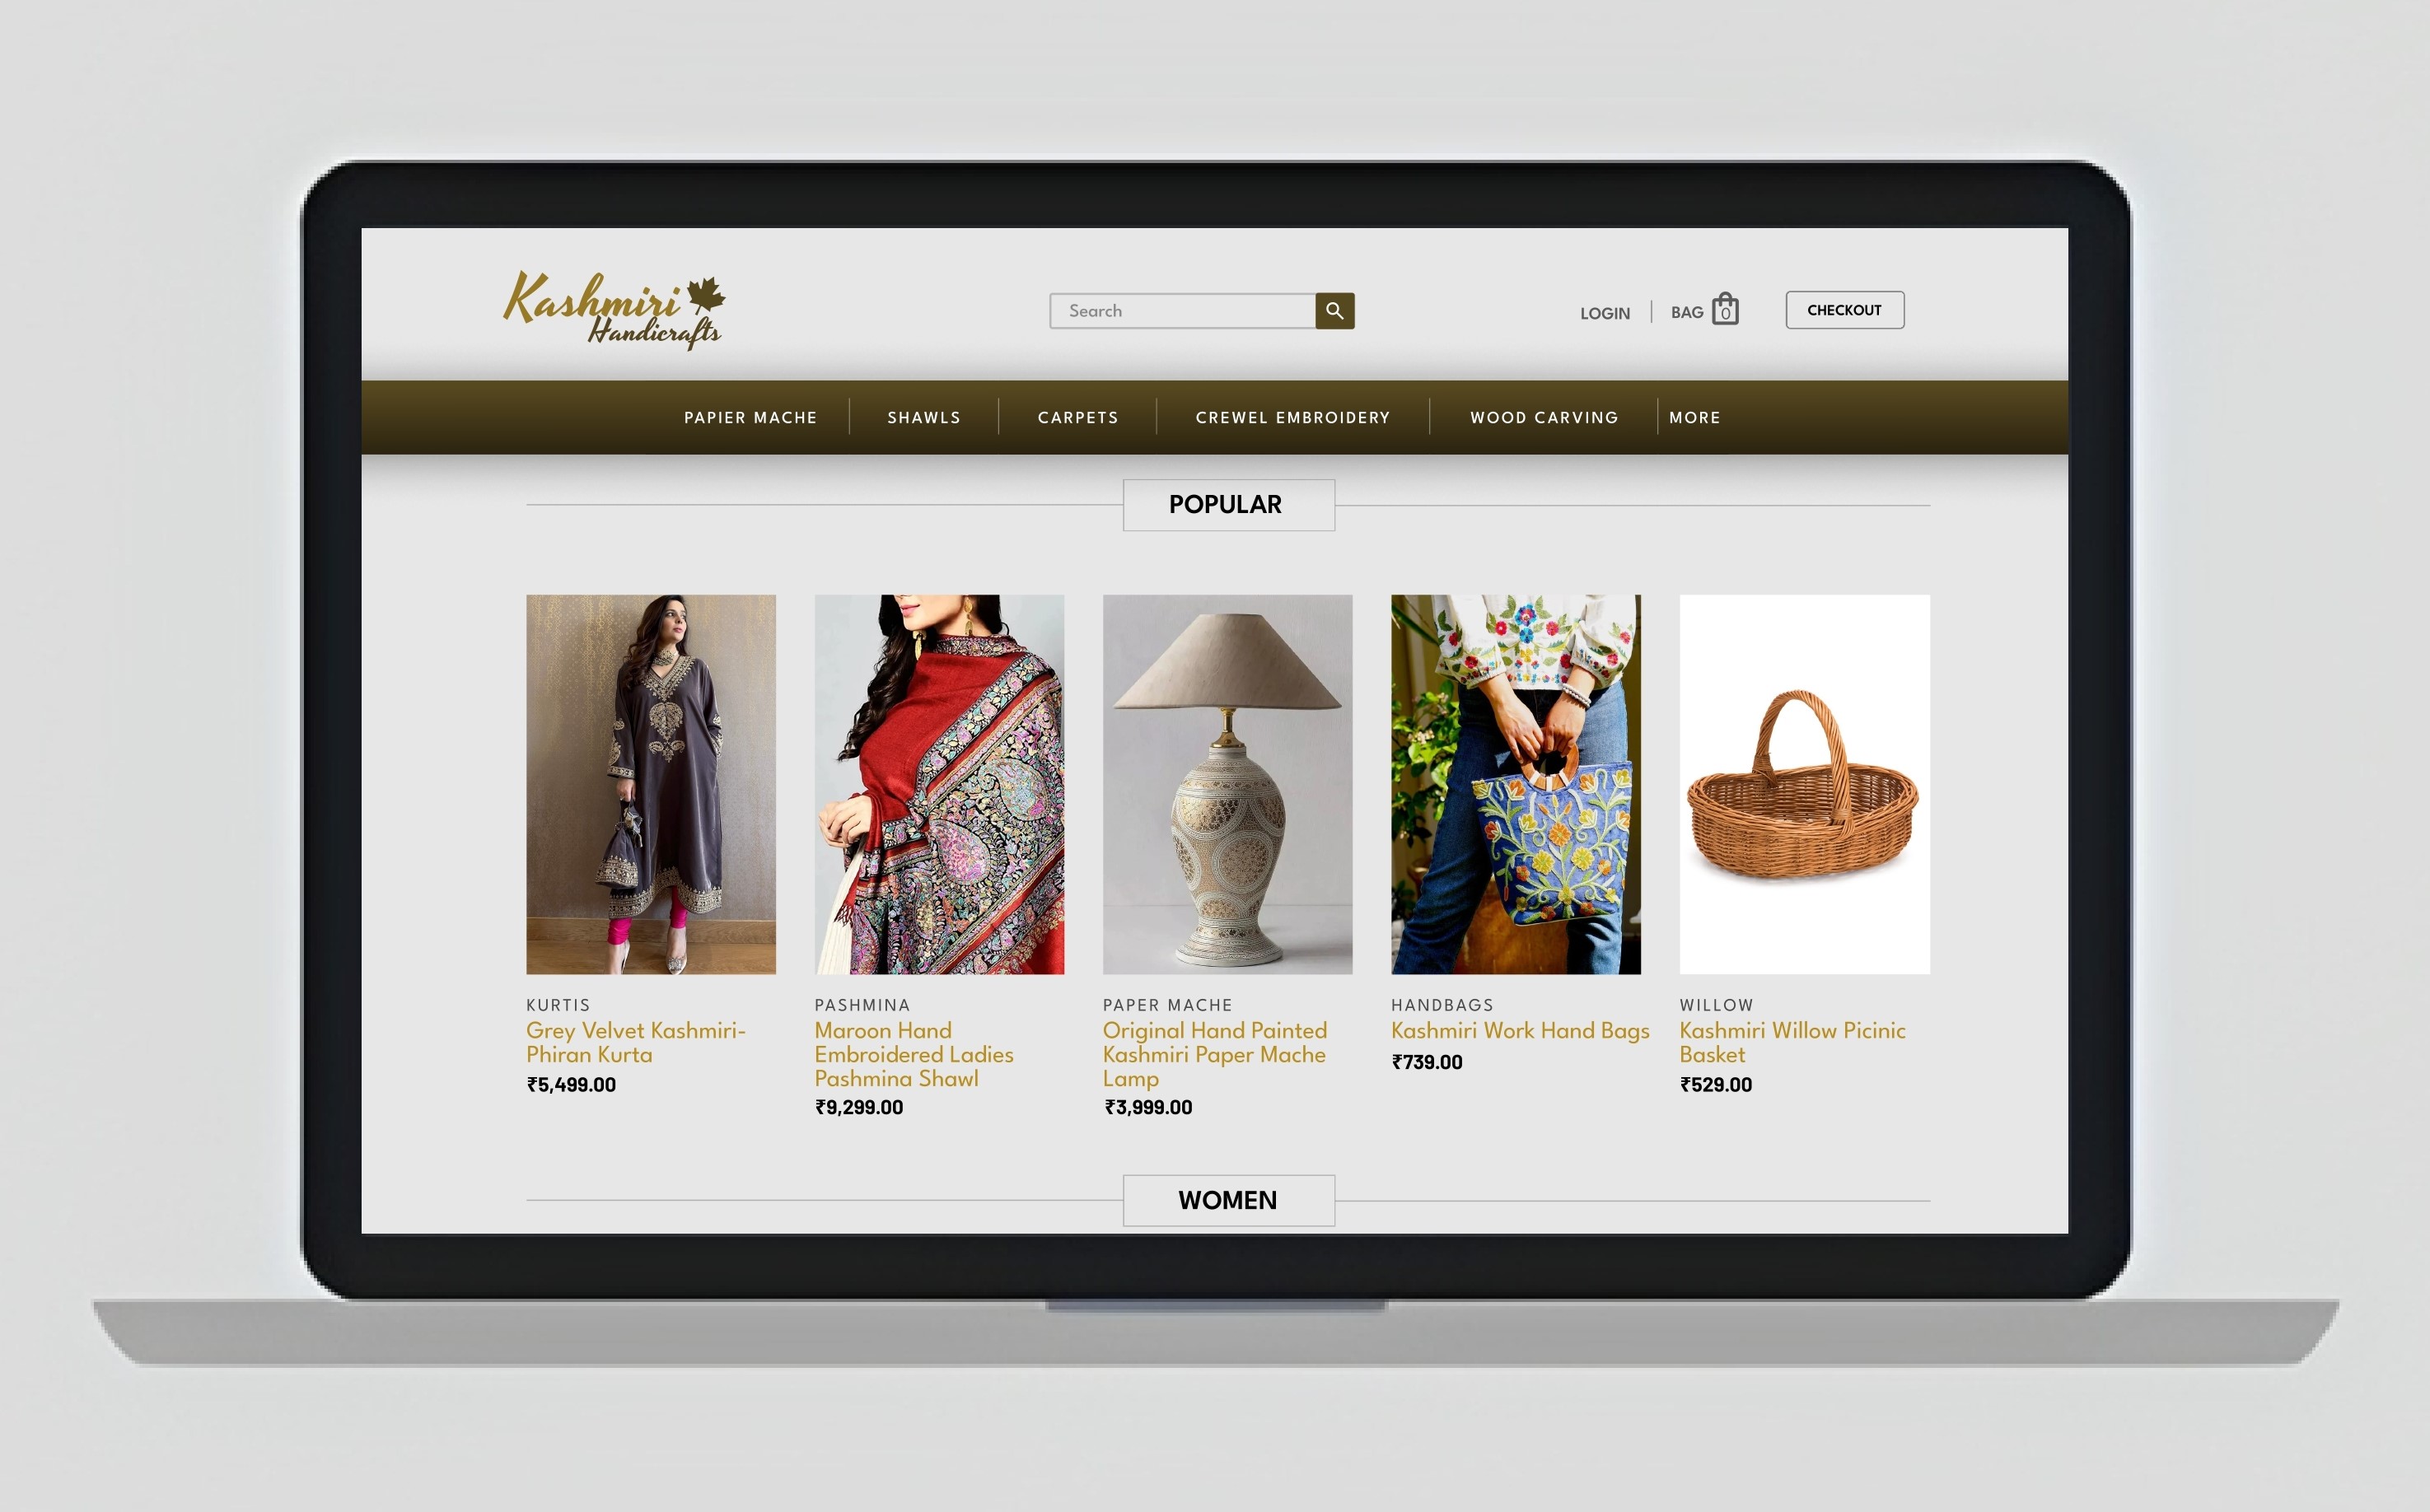 Kashmiri
Handicrafts
Search
LOGIN
BAG
0
CHECKOUT
PAPIER MACHE
SHAWLS
CARPETS
CREWEL EMBROIDERY
WOOD CARVING
MORE
POPULAR
KURTIS
Grey Velvet Kashmiri-
Phiran Kurta
₹5,499.00
PASHMINA
Maroon Hand
Embroidered Ladies
Pashmina Shawl
₹9,299.00
PAPER MACHE
Original Hand Painted
Kashmiri Paper Mache
Lamp
₹3,999.00
HANDBAGS
Kashmiri Work Hand Bags
₹739.00
WILLOW
Kashmiri Willow Picinic
Basket
₹529.00
WOMEN